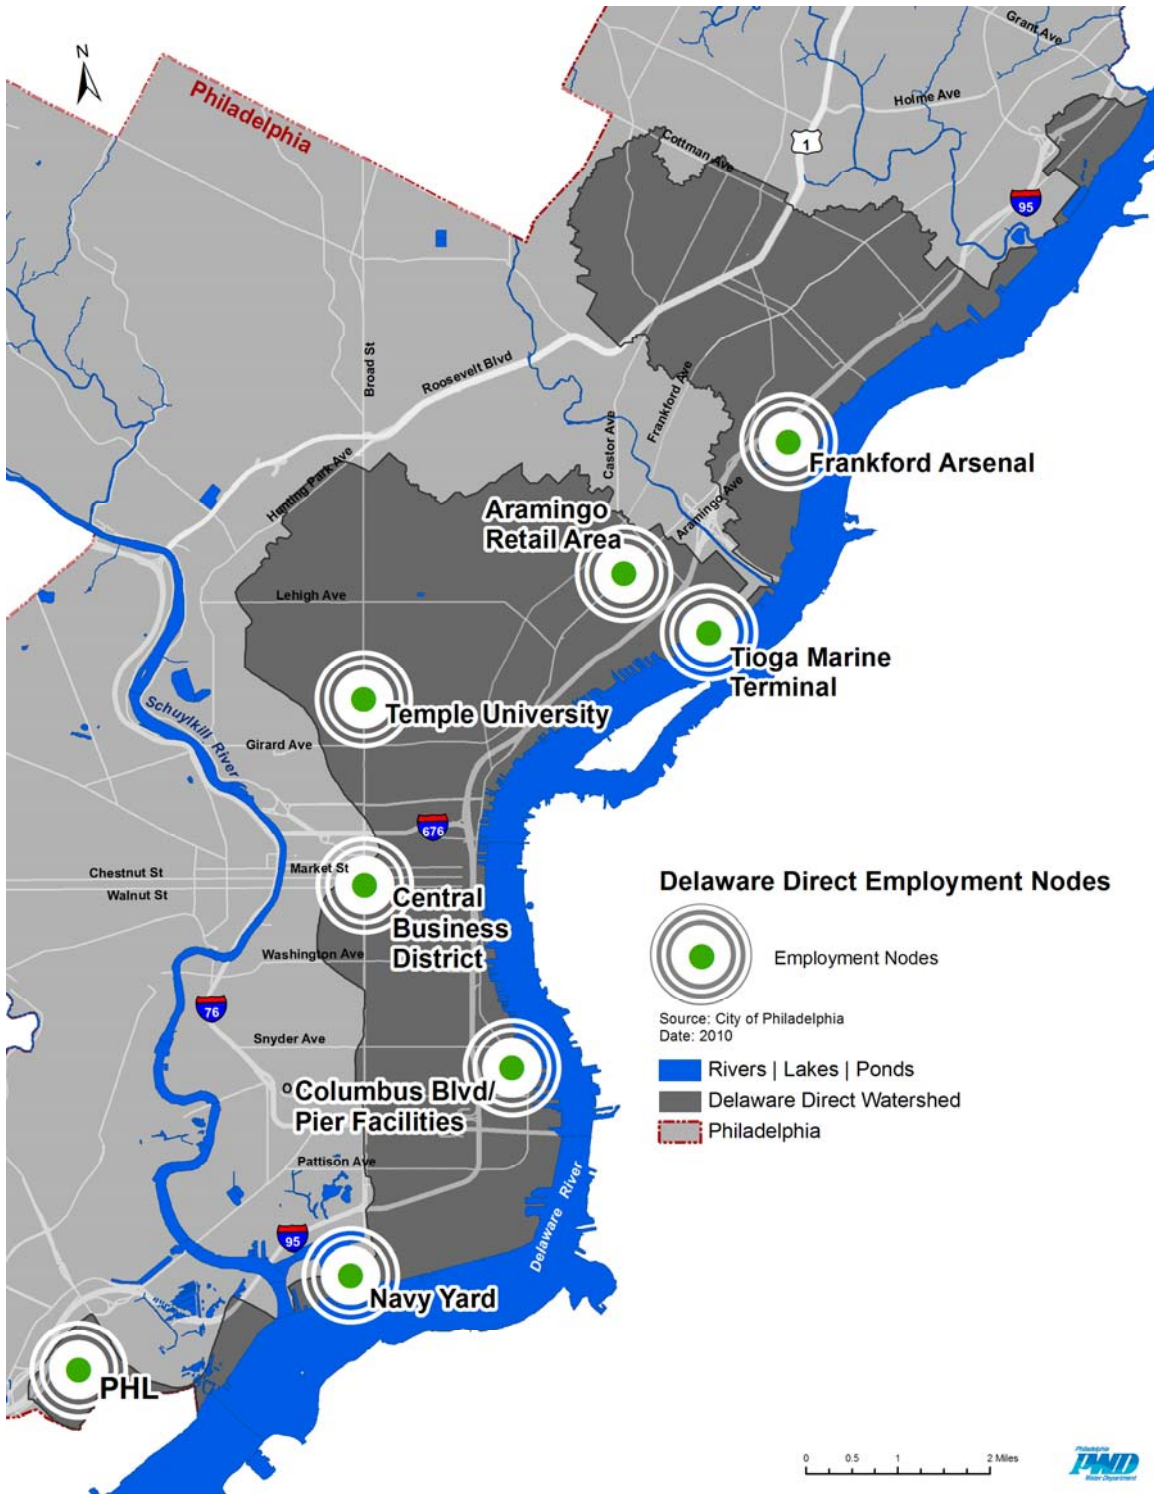 N
Philadelphia
Grant Ave
Holme Ave
1
Cottman Ave
95
Broad St
Roosevelt Blvd
Hunting Park Ave
Castor Ave
Frankford Ave
Aramingo Ave
Frankford Arsenal
Aramingo
Retail Area
Lehigh Ave
Tioga Marine
Terminal
Temple University
Schuylkill River
Girard Ave
676
Chestnut St
Walnut St
Market St
Central
Business
District
Washington Ave
76
Snyder Ave
Columbus Blvd/
Pier Facilities
Pattison Ave
95
Delaware River
Navy Yard
PHL
Delaware Direct Employment Nodes
Employment Nodes
Source: City of Philadelphia
Date: 2010
Rivers | Lakes | Ponds
Delaware Direct Watershed
Philadelphia
0 0.5 1 2 Miles
Philadelphia
PWD
Water Department